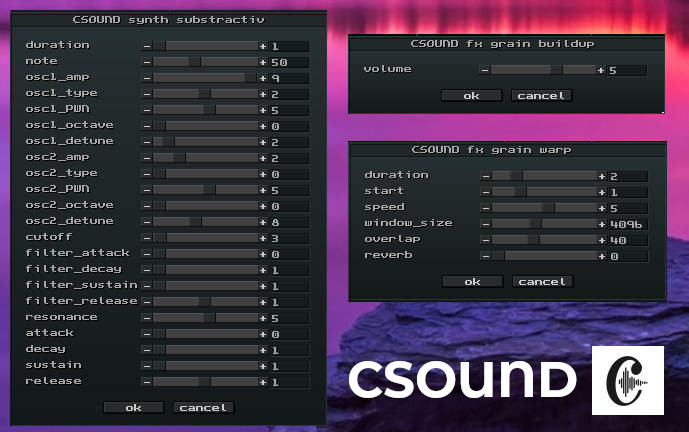 CSOUND synth substractiv
duration - + 1
note - + 50
osc1_amp - + 9
osc1_type - + 2
osc1_PWN - + 5
osc1_octave - + 0
osc1_detune - + 2
osc2_amp - + 2
osc2_type - + 0
osc2_PWN - + 5
osc2_octave - + 0
osc2_detune - + 8
cutoff - + 3
filter_attack - + 0
filter_decay - + 1
filter_sustain - + 1
filter_release - + 1
resonance - + 5
attack - + 0
decay - + 1
sustain - + 1
release - + 1
ok cancel
CSOUND fx grain buildup
volume - + 5
ok cancel
CSOUND fx grain warp
duration - + 2
start - + 1
speed - + 5
window_size - + 4096
overlap - + 40
reverb - + 0
ok cancel
CSOUND
C